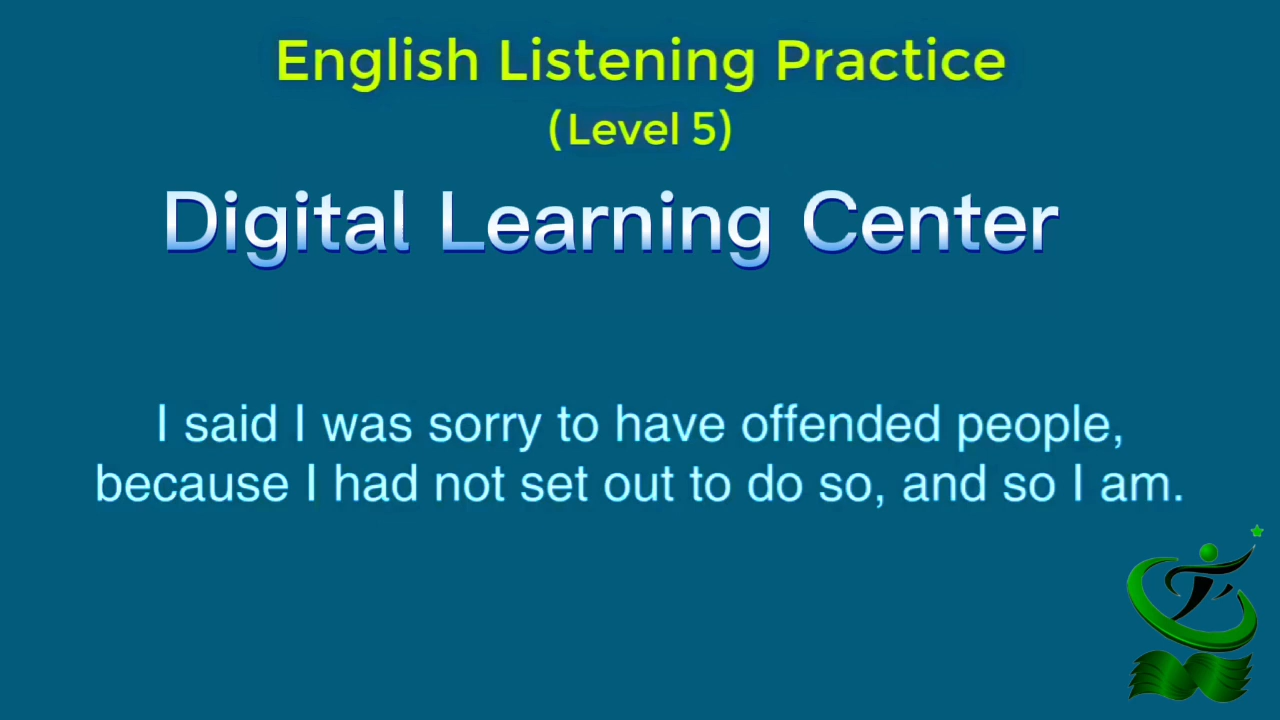 English Listening Practice
(Level 5)
Digital Learning Center
I said I was sorry to have offended people,
because I had not set out to do so, and so I am.